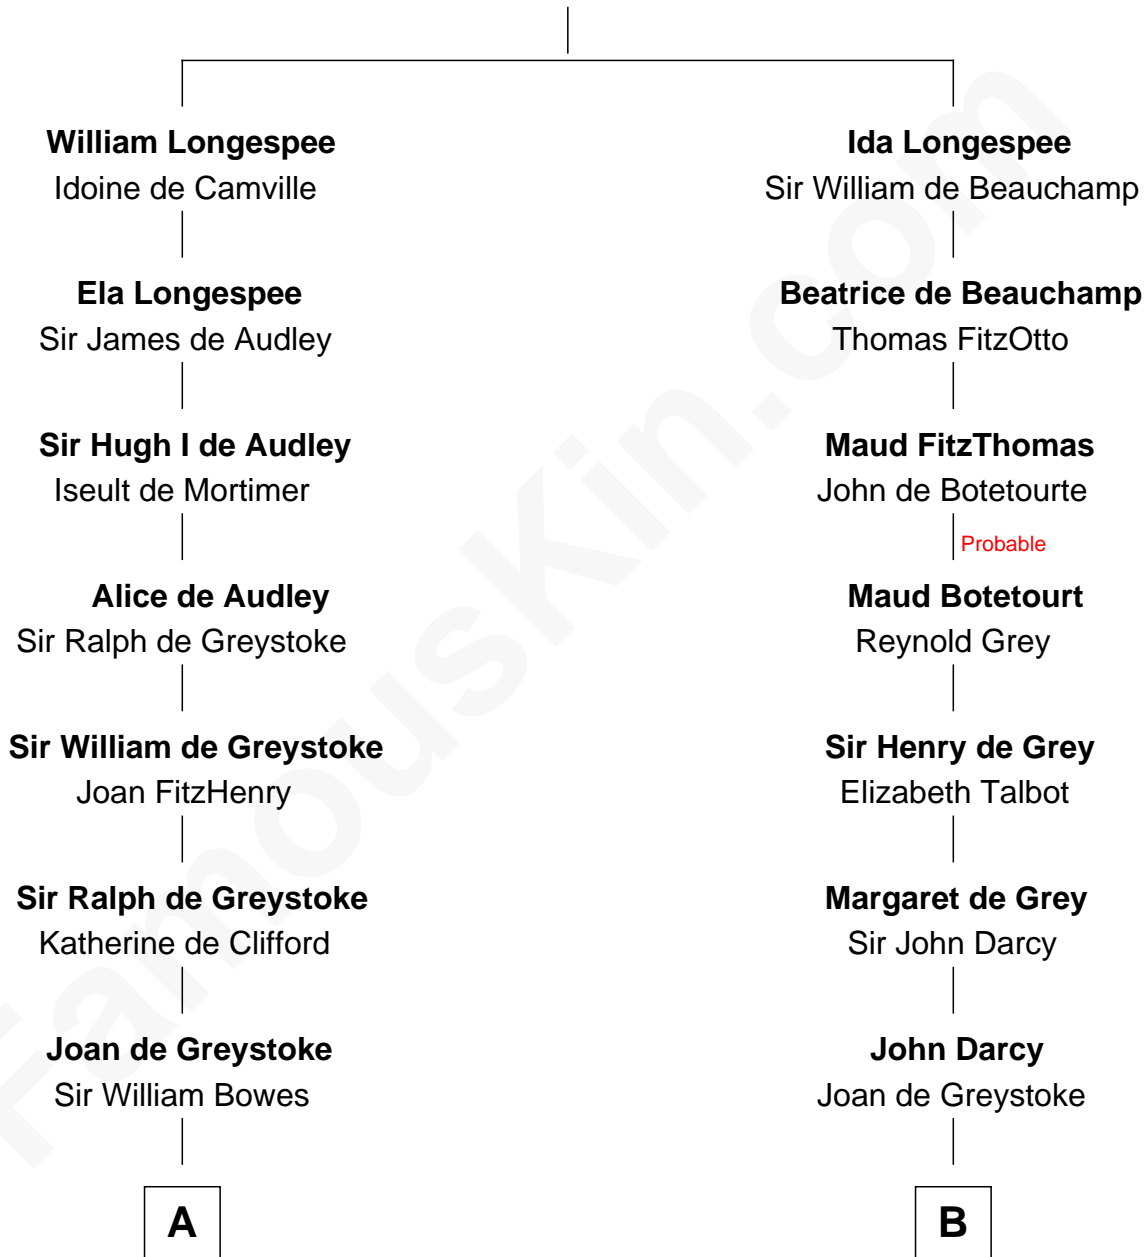 William Longespee
Idoine de Camville
Ida Longespee
Sir William de Beauchamp
Ela Longespee
Sir James de Audley
Beatrice de Beauchamp
Thomas FitzOtto
Sir Hugh I de Audley
Iseult de Mortimer
Maud FitzThomas
John de Botetourte
Probable
Alice de Audley
Sir Ralph de Greystoke
Maud Botetourt
Reynold Grey
Sir William de Greystoke
Joan FitzHenry
Sir Henry de Grey
Elizabeth Talbot
Sir Ralph de Greystoke
Katherine de Clifford
Margaret de Grey
Sir John Darcy
Joan de Greystoke
Sir William Bowes
John Darcy
Joan de Greystoke
A
B
FamousKin.com